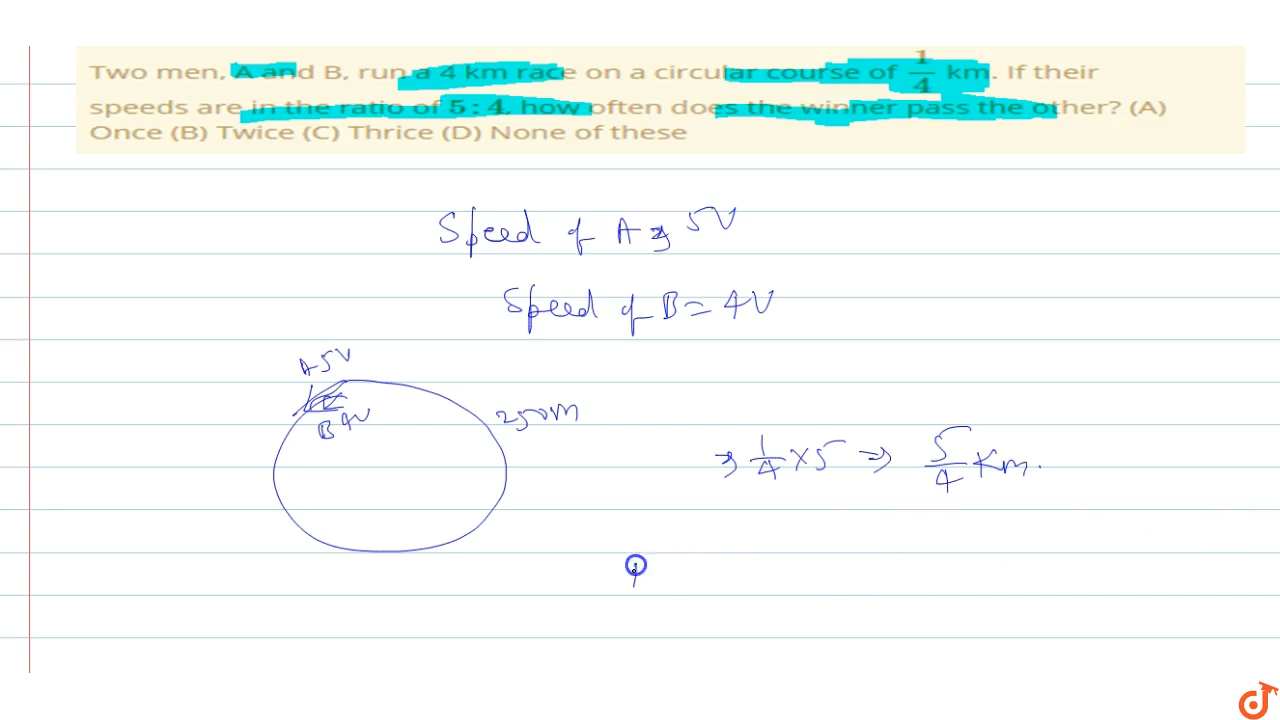 Two men, A and B, run a 4 km race on a circular course of 1/4 km. If their
speeds are in the ratio of 5 : 4, how often does the winner pass the other? (A)
Once (B) Twice (C) Thrice (D) None of these
Speed of A ⇒ 5V
Speed of B = 4V
A 5V
B 4V
250M
⇒ 1/4 × 5 ⇒ 5/4 Km.